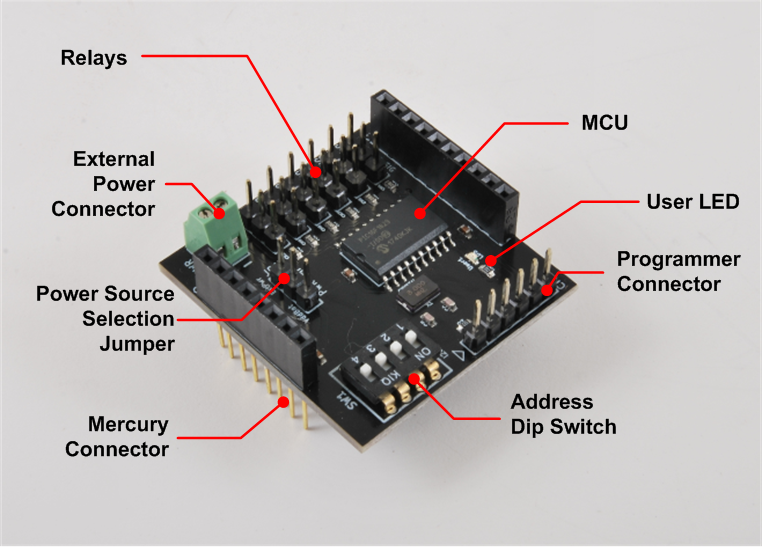 Relays
MCU
External
Power
Connector
User LED
Programmer
Connector
Power Source
Selection
Jumper
Address
Dip Switch
Mercury
Connector
SW1
ON
KIO
1 2 3 4